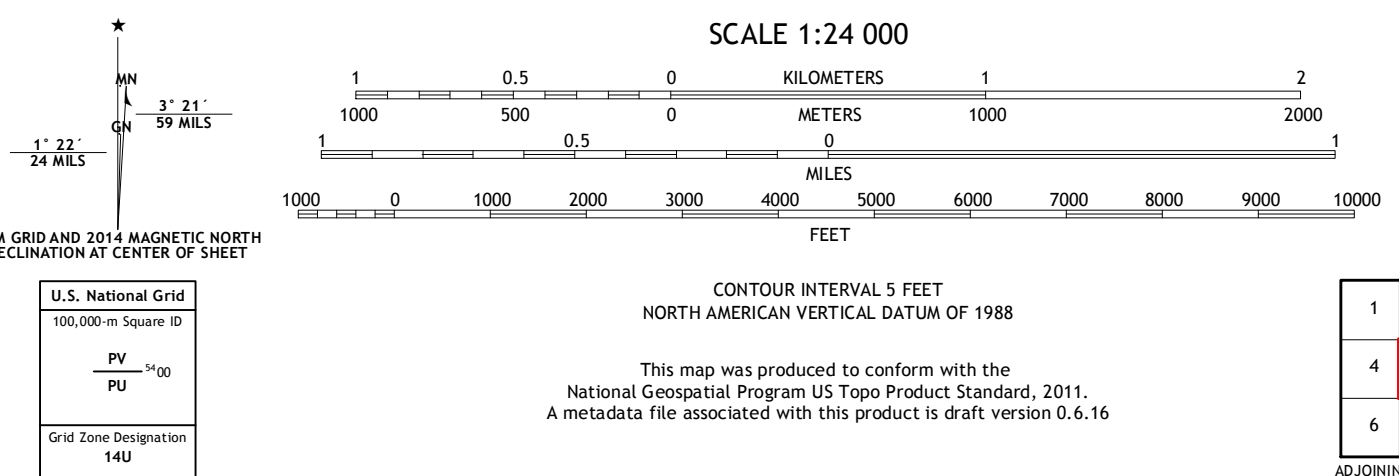 SCALE 1:24 000
MN
3° 21´
59 MILS
GN
1° 22´
24 MILS
M GRID AND 2014 MAGNETIC NORTH
ECLINATION AT CENTER OF SHEET
1 0.5 0 KILOMETERS 1 2
1000 500 0 METERS 1000 2000
1 0.5 0 1
MILES
1000 0 1000 2000 3000 4000 5000 6000 7000 8000 9000 10000
FEET
U.S. National Grid
100,000-m Square ID
PV
5400
PU
Grid Zone Designation
14U
CONTOUR INTERVAL 5 FEET
NORTH AMERICAN VERTICAL DATUM OF 1988
This map was produced to conform with the
National Geospatial Program US Topo Product Standard, 2011.
A metadata file associated with this product is draft version 0.6.16
1
4
6
ADJOININ